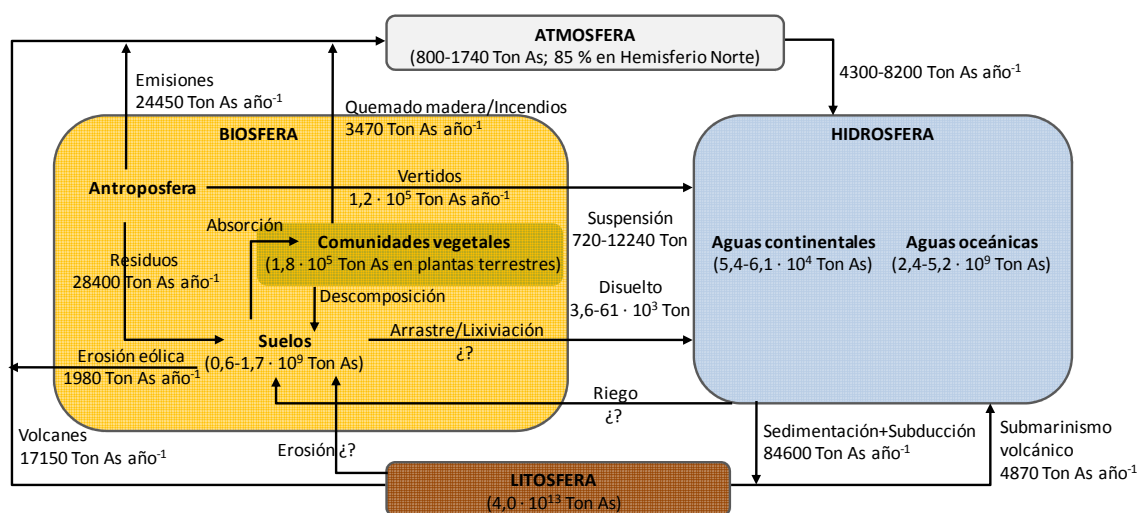 ATMOSFERA
(800-1740 Ton As; 85 % en Hemisferio Norte)
Emisiones
24450 Ton As año⁻¹
Quemado madera/Incendios
3470 Ton As año⁻¹
4300-8200 Ton As año⁻¹
BIOSFERA
HIDROSFERA
Antroposfera
Vertidos
1,2 · 10⁵ Ton As año⁻¹
Absorción
Comunidades vegetales
(1,8 · 10⁵ Ton As en plantas terrestres)
Suspensión
720-12240 Ton
Aguas continentales
(5,4-6,1 · 10⁴ Ton As)
Aguas oceánicas
(2,4-5,2 · 10⁹ Ton As)
Residuos
28400 Ton As año⁻¹
Descomposición
Disuelto
3,6-61 · 10³ Ton
Suelos
(0,6-1,7 · 10⁹ Ton As)
Arrastre/Lixiviación
¿?
Erosión eólica
1980 Ton As año⁻¹
Riego
¿?
Volcanes
17150 Ton As año⁻¹
Erosión ¿?
Sedimentación+Subducción
84600 Ton As año⁻¹
Submarinismo
volcánico
4870 Ton As año⁻¹
LITOSFERA
(4,0 · 10¹³ Ton As)